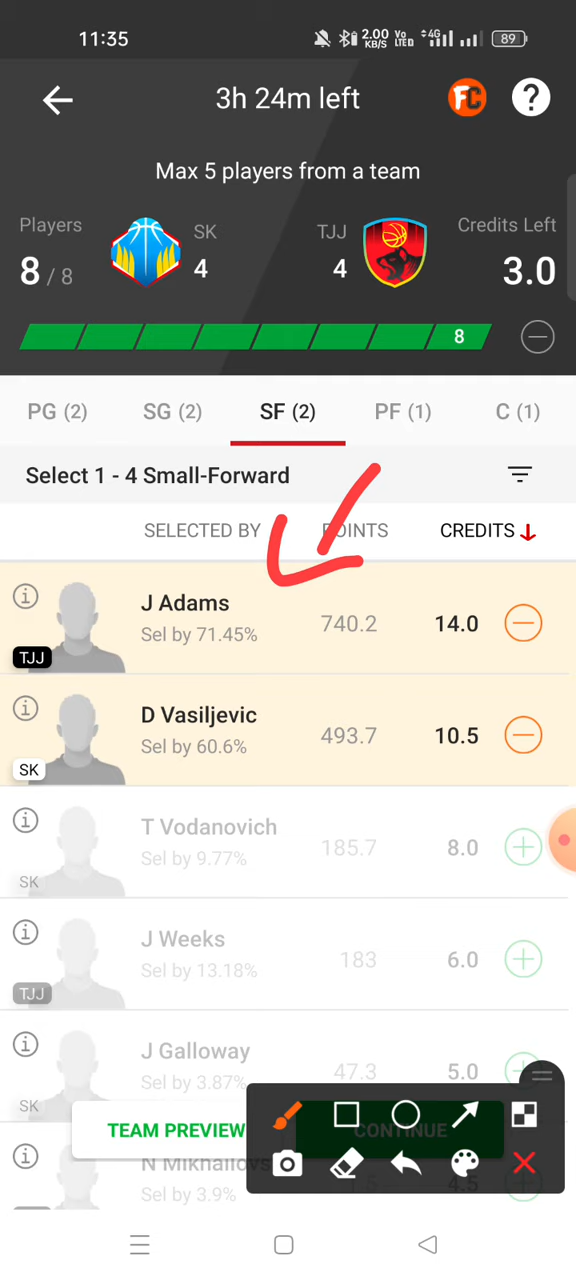 11:35 2.00 KB/S Vo LTE D 4G 89
3h 24m left FC ?
Max 5 players from a team
Players SK TJJ Credits Left
8 / 8 4 4 3.0
8
PG (2) SG (2) SF (2) PF (1) C (1)
Select 1 - 4 Small-Forward
SELECTED BY POINTS CREDITS
J Adams
Sel by 71.45% 740.2 14.0
TJJ
D Vasiljevic
Sel by 60.6% 493.7 10.5
SK
T Vodanovich
Sel by 9.77% 185.7 8.0
SK
J Weeks
Sel by 13.18% 183 6.0
TJJ
J Galloway
Sel by 3.87% 47.3 5.0
SK
TEAM PREVIEW CONTINUE
N Mikhailovs
Sel by 3.9% 4.5